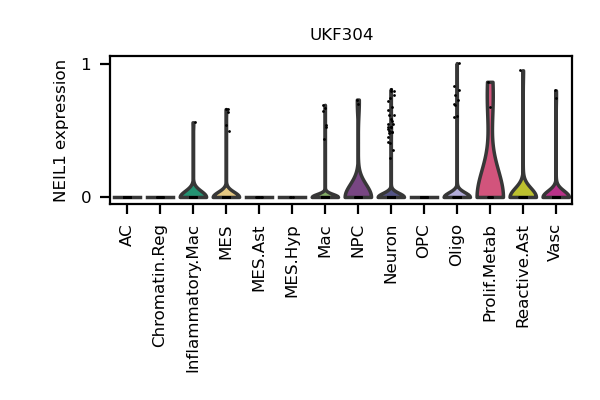 UKF304
NEIL1 expression
1
0
AC
Chromatin.Reg
Inflammatory.Mac
MES
MES.Ast
MES.Hyp
Mac
NPC
Neuron
OPC
Oligo
Prolif.Metab
Reactive.Ast
Vasc